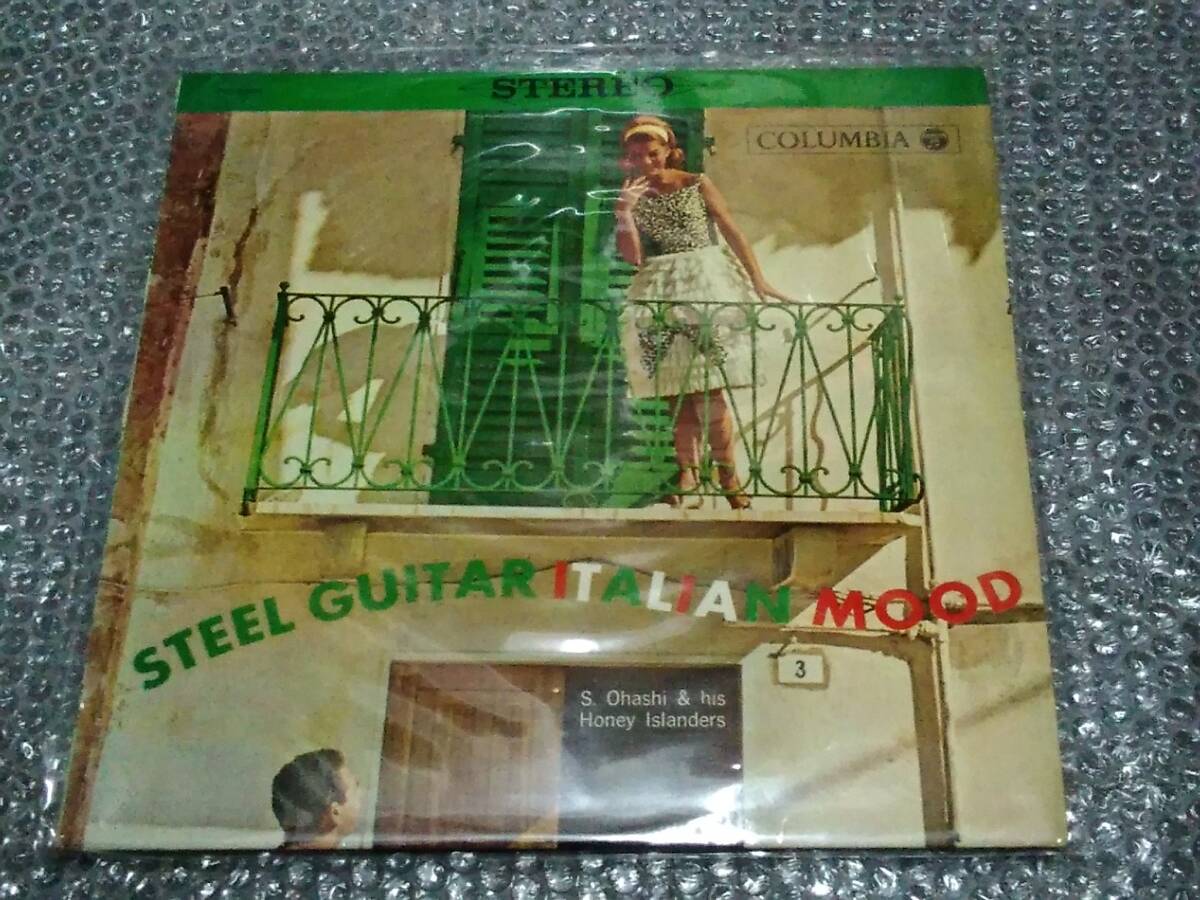 STEREO
COLUMBIA
STEEL GUITAR ITALIAN MOOD
3
S. Ohashi & his
Honey Islanders